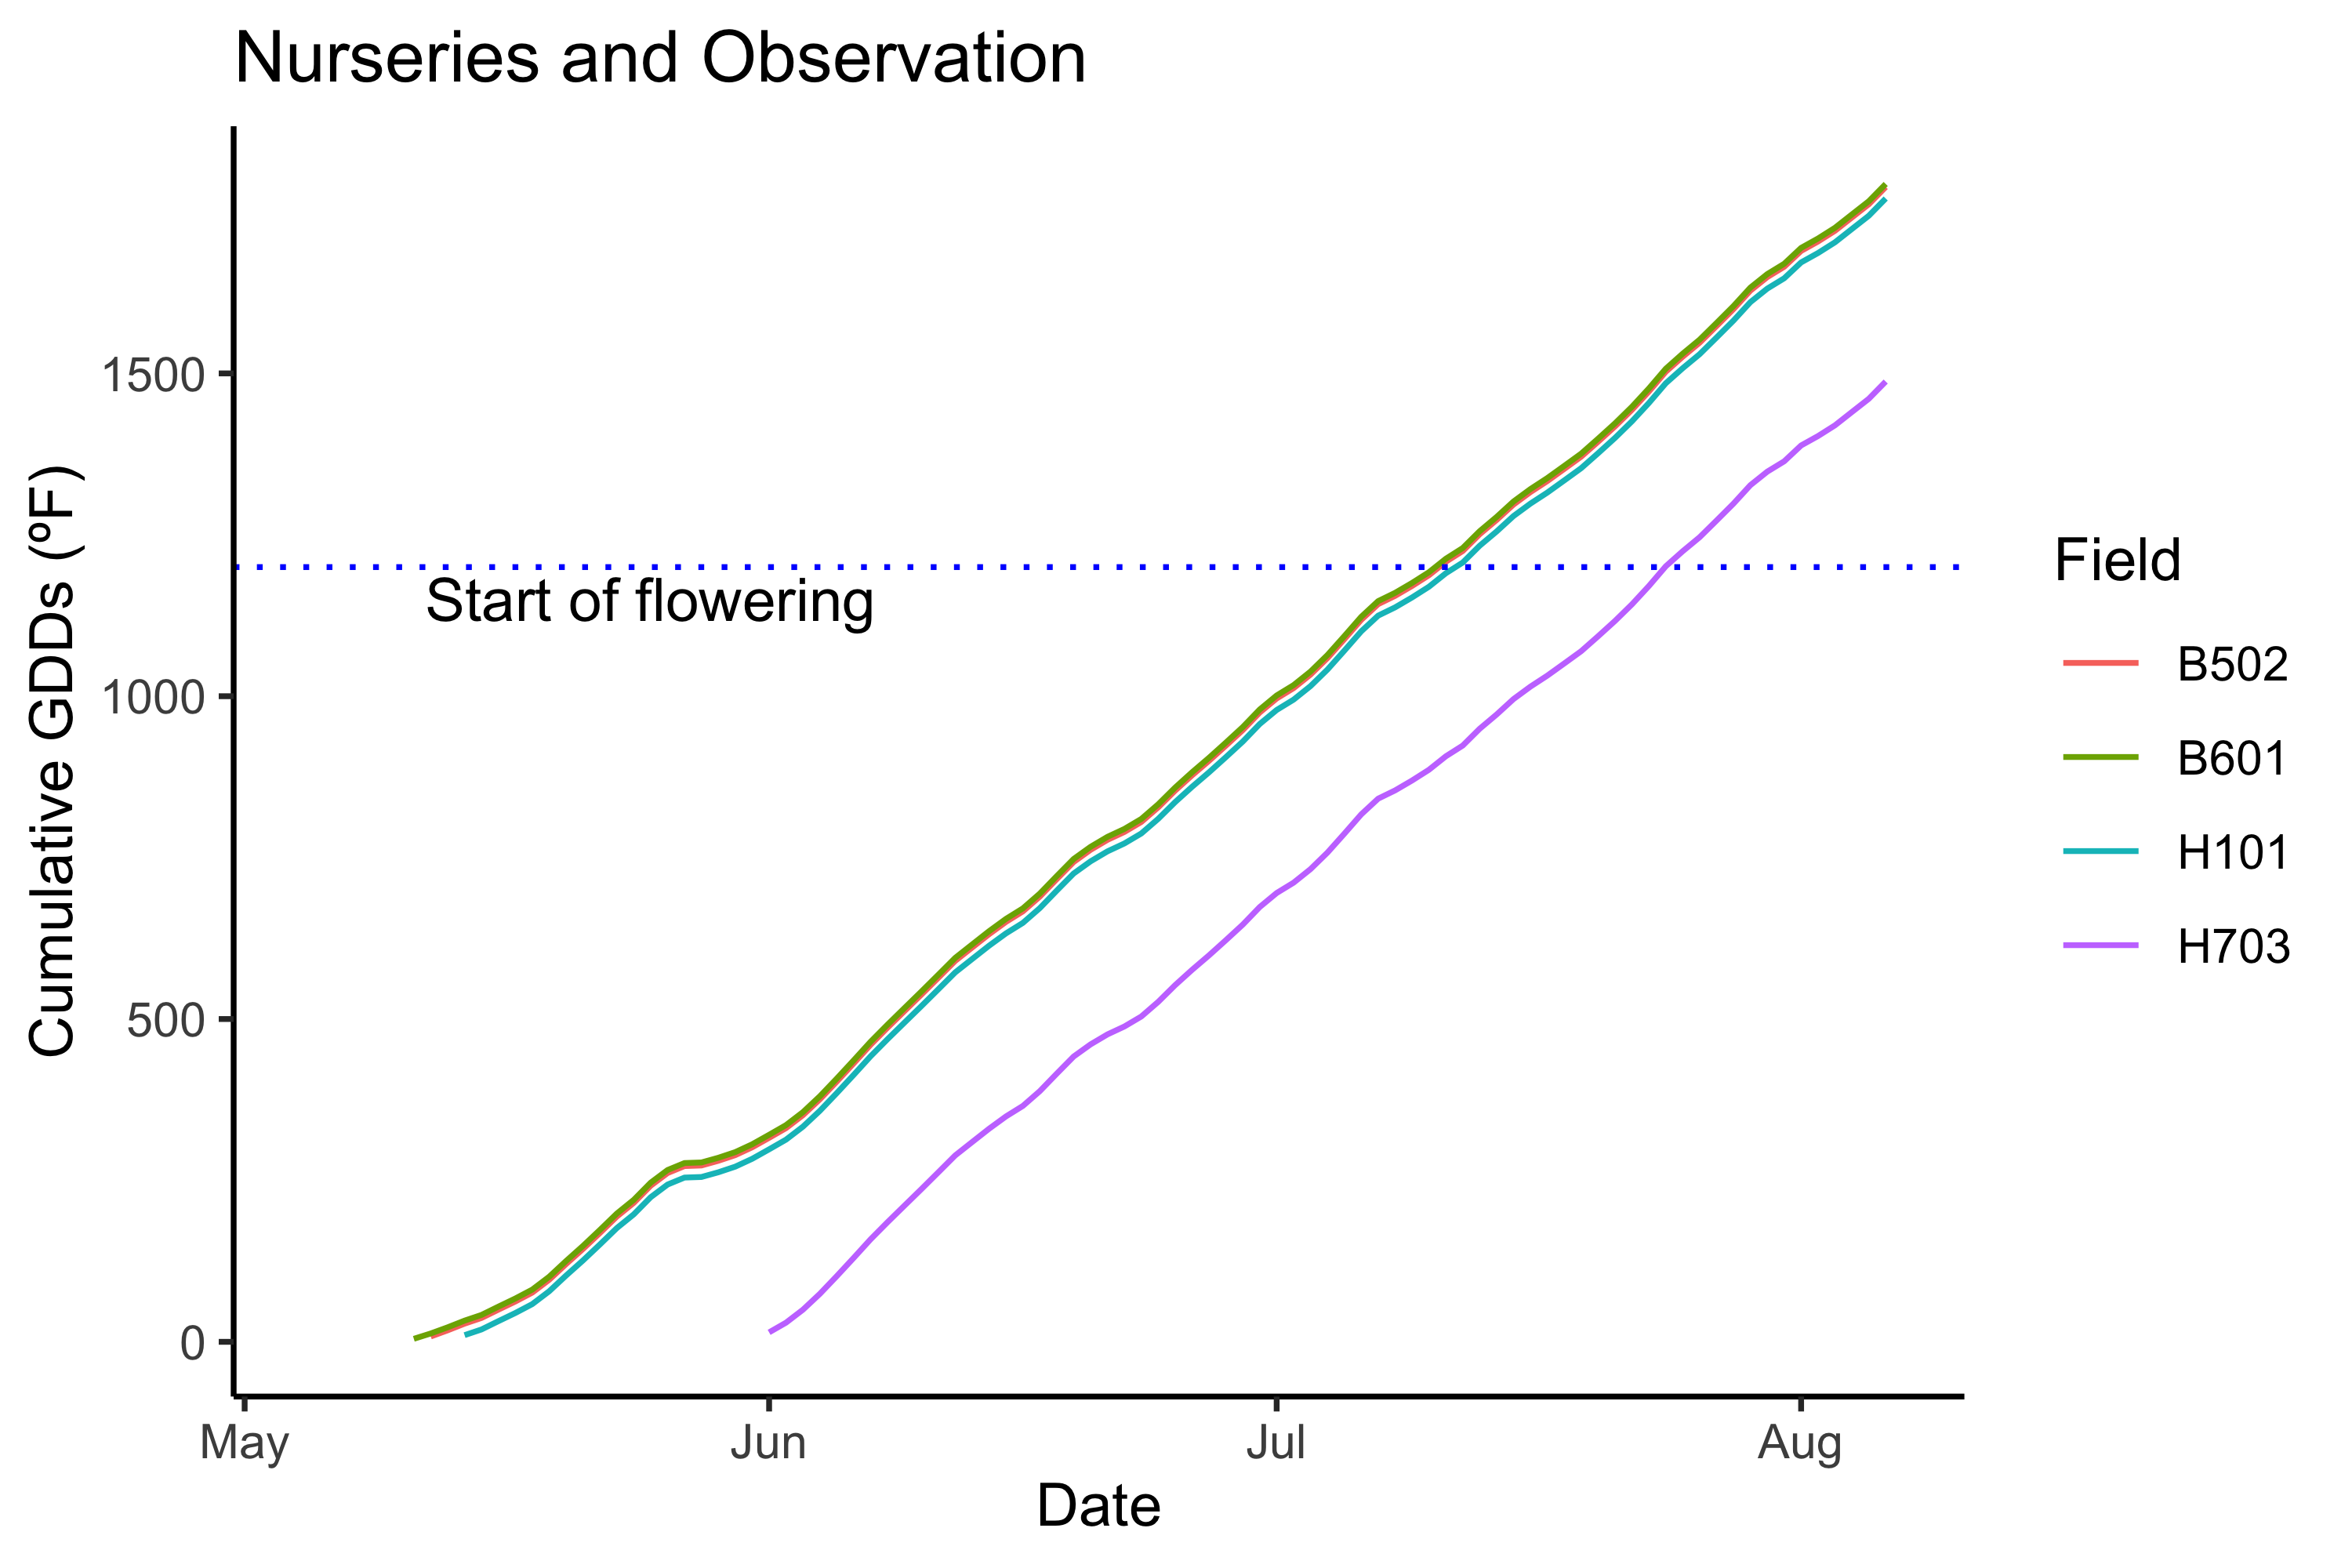 Nurseries and Observation
Cumulative GDDs (ºF)
1500
1000
500
0
Start of flowering
May
Jun
Jul
Aug
Date
Field
B502
B601
H101
H703